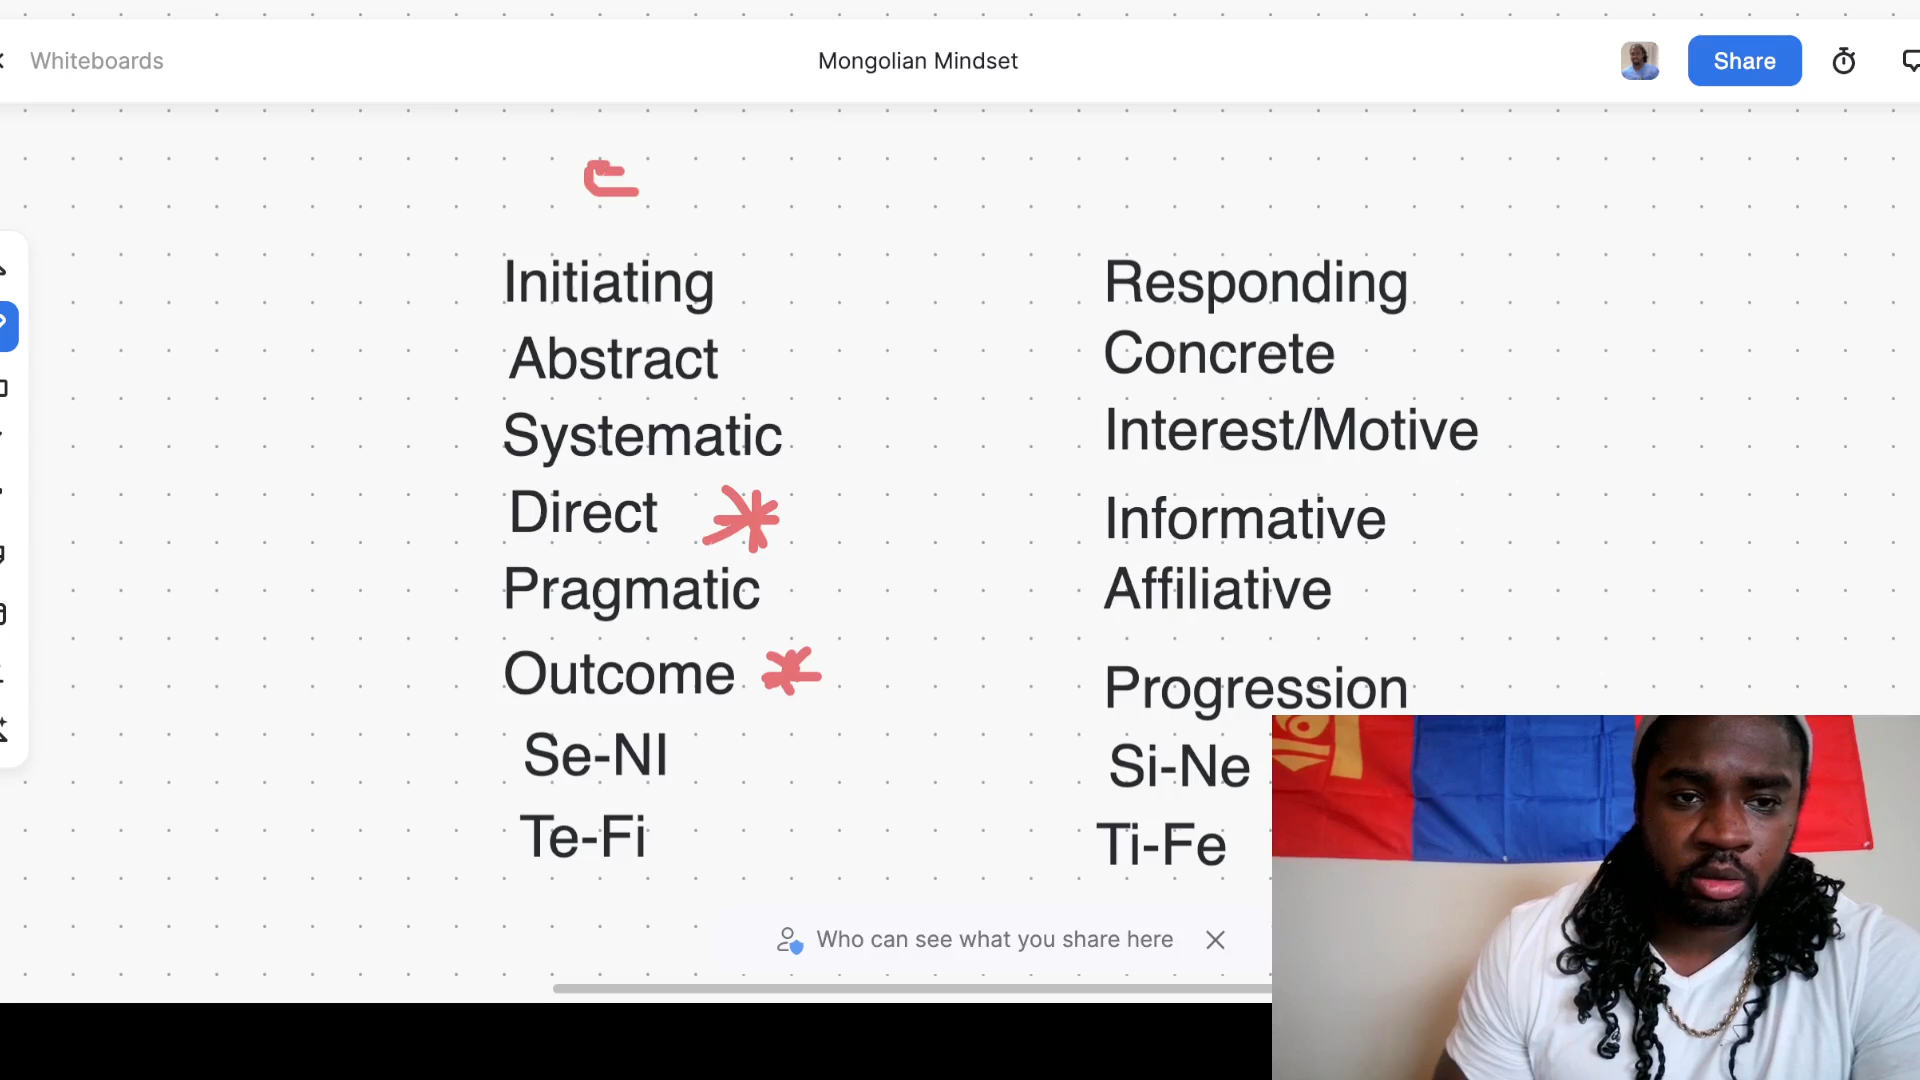 Whiteboards
Mongolian Mindset
Share
Initiating
Abstract
Systematic
Direct
Pragmatic
Outcome
Se-NI
Te-Fi
Responding
Concrete
Interest/Motive
Informative
Affiliative
Progression
Si-Ne
Ti-Fe
Who can see what you share here